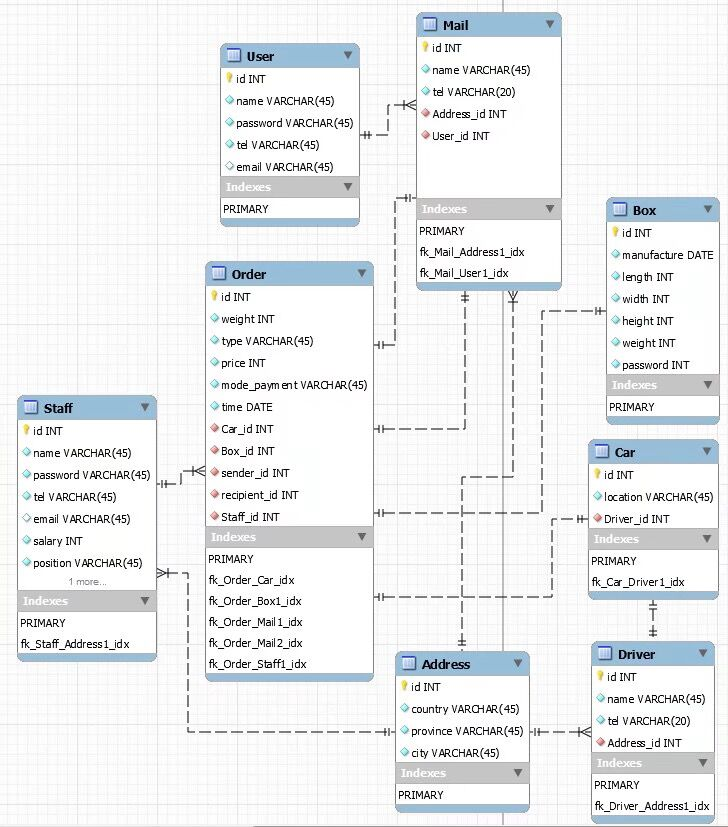 Mail
id INT
name VARCHAR(45)
tel VARCHAR(20)
Address_id INT
User_id INT
Indexes
PRIMARY
fk_Mail_Address1_idx
fk_Mail_User1_idx
User
id INT
name VARCHAR(45)
password VARCHAR(45)
tel VARCHAR(45)
email VARCHAR(45)
Indexes
PRIMARY
Box
id INT
manufacture DATE
length INT
width INT
height INT
weight INT
password INT
Indexes
PRIMARY
Order
id INT
weight INT
type VARCHAR(45)
price INT
mode_payment VARCHAR(45)
time DATE
Car_id INT
Box_id INT
sender_id INT
recipient_id INT
Staff_id INT
Indexes
PRIMARY
fk_Order_Car_idx
fk_Order_Box1_idx
fk_Order_Mail1_idx
fk_Order_Mail2_idx
fk_Order_Staff1_idx
Staff
id INT
name VARCHAR(45)
password VARCHAR(45)
tel VARCHAR(45)
email VARCHAR(45)
salary INT
position VARCHAR(45)
1 more...
Indexes
PRIMARY
fk_Staff_Address1_idx
Car
id INT
location VARCHAR(45)
Driver_id INT
Indexes
PRIMARY
fk_Car_Driver1_idx
Address
id INT
country VARCHAR(45)
province VARCHAR(45)
city VARCHAR(45)
Indexes
PRIMARY
Driver
id INT
name VARCHAR(45)
tel VARCHAR(20)
Address_id INT
Indexes
PRIMARY
fk_Driver_Address1_idx